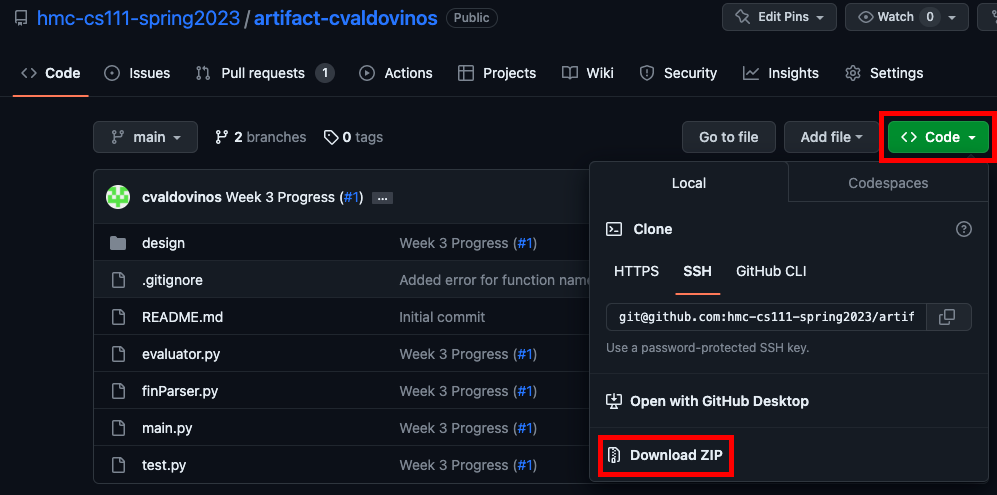 hmc-cs111-spring2023 / artifact-cvaldovinos Public Edit Pins Watch 0
Code Issues Pull requests 1 Actions Projects Wiki Security Insights Settings
main 2 branches 0 tags Go to file Add file Code
cvaldovinos Week 3 Progress (#1) ...
design Week 3 Progress (#1)
.gitignore Added error for function name
README.md Initial commit
evaluator.py Week 3 Progress (#1)
finParser.py Week 3 Progress (#1)
main.py Week 3 Progress (#1)
test.py Week 3 Progress (#1)
Local Codespaces
Clone
HTTPS SSH GitHub CLI
git@github.com:hmc-cs111-spring2023/artif
Use a password-protected SSH key.
Open with GitHub Desktop
Download ZIP